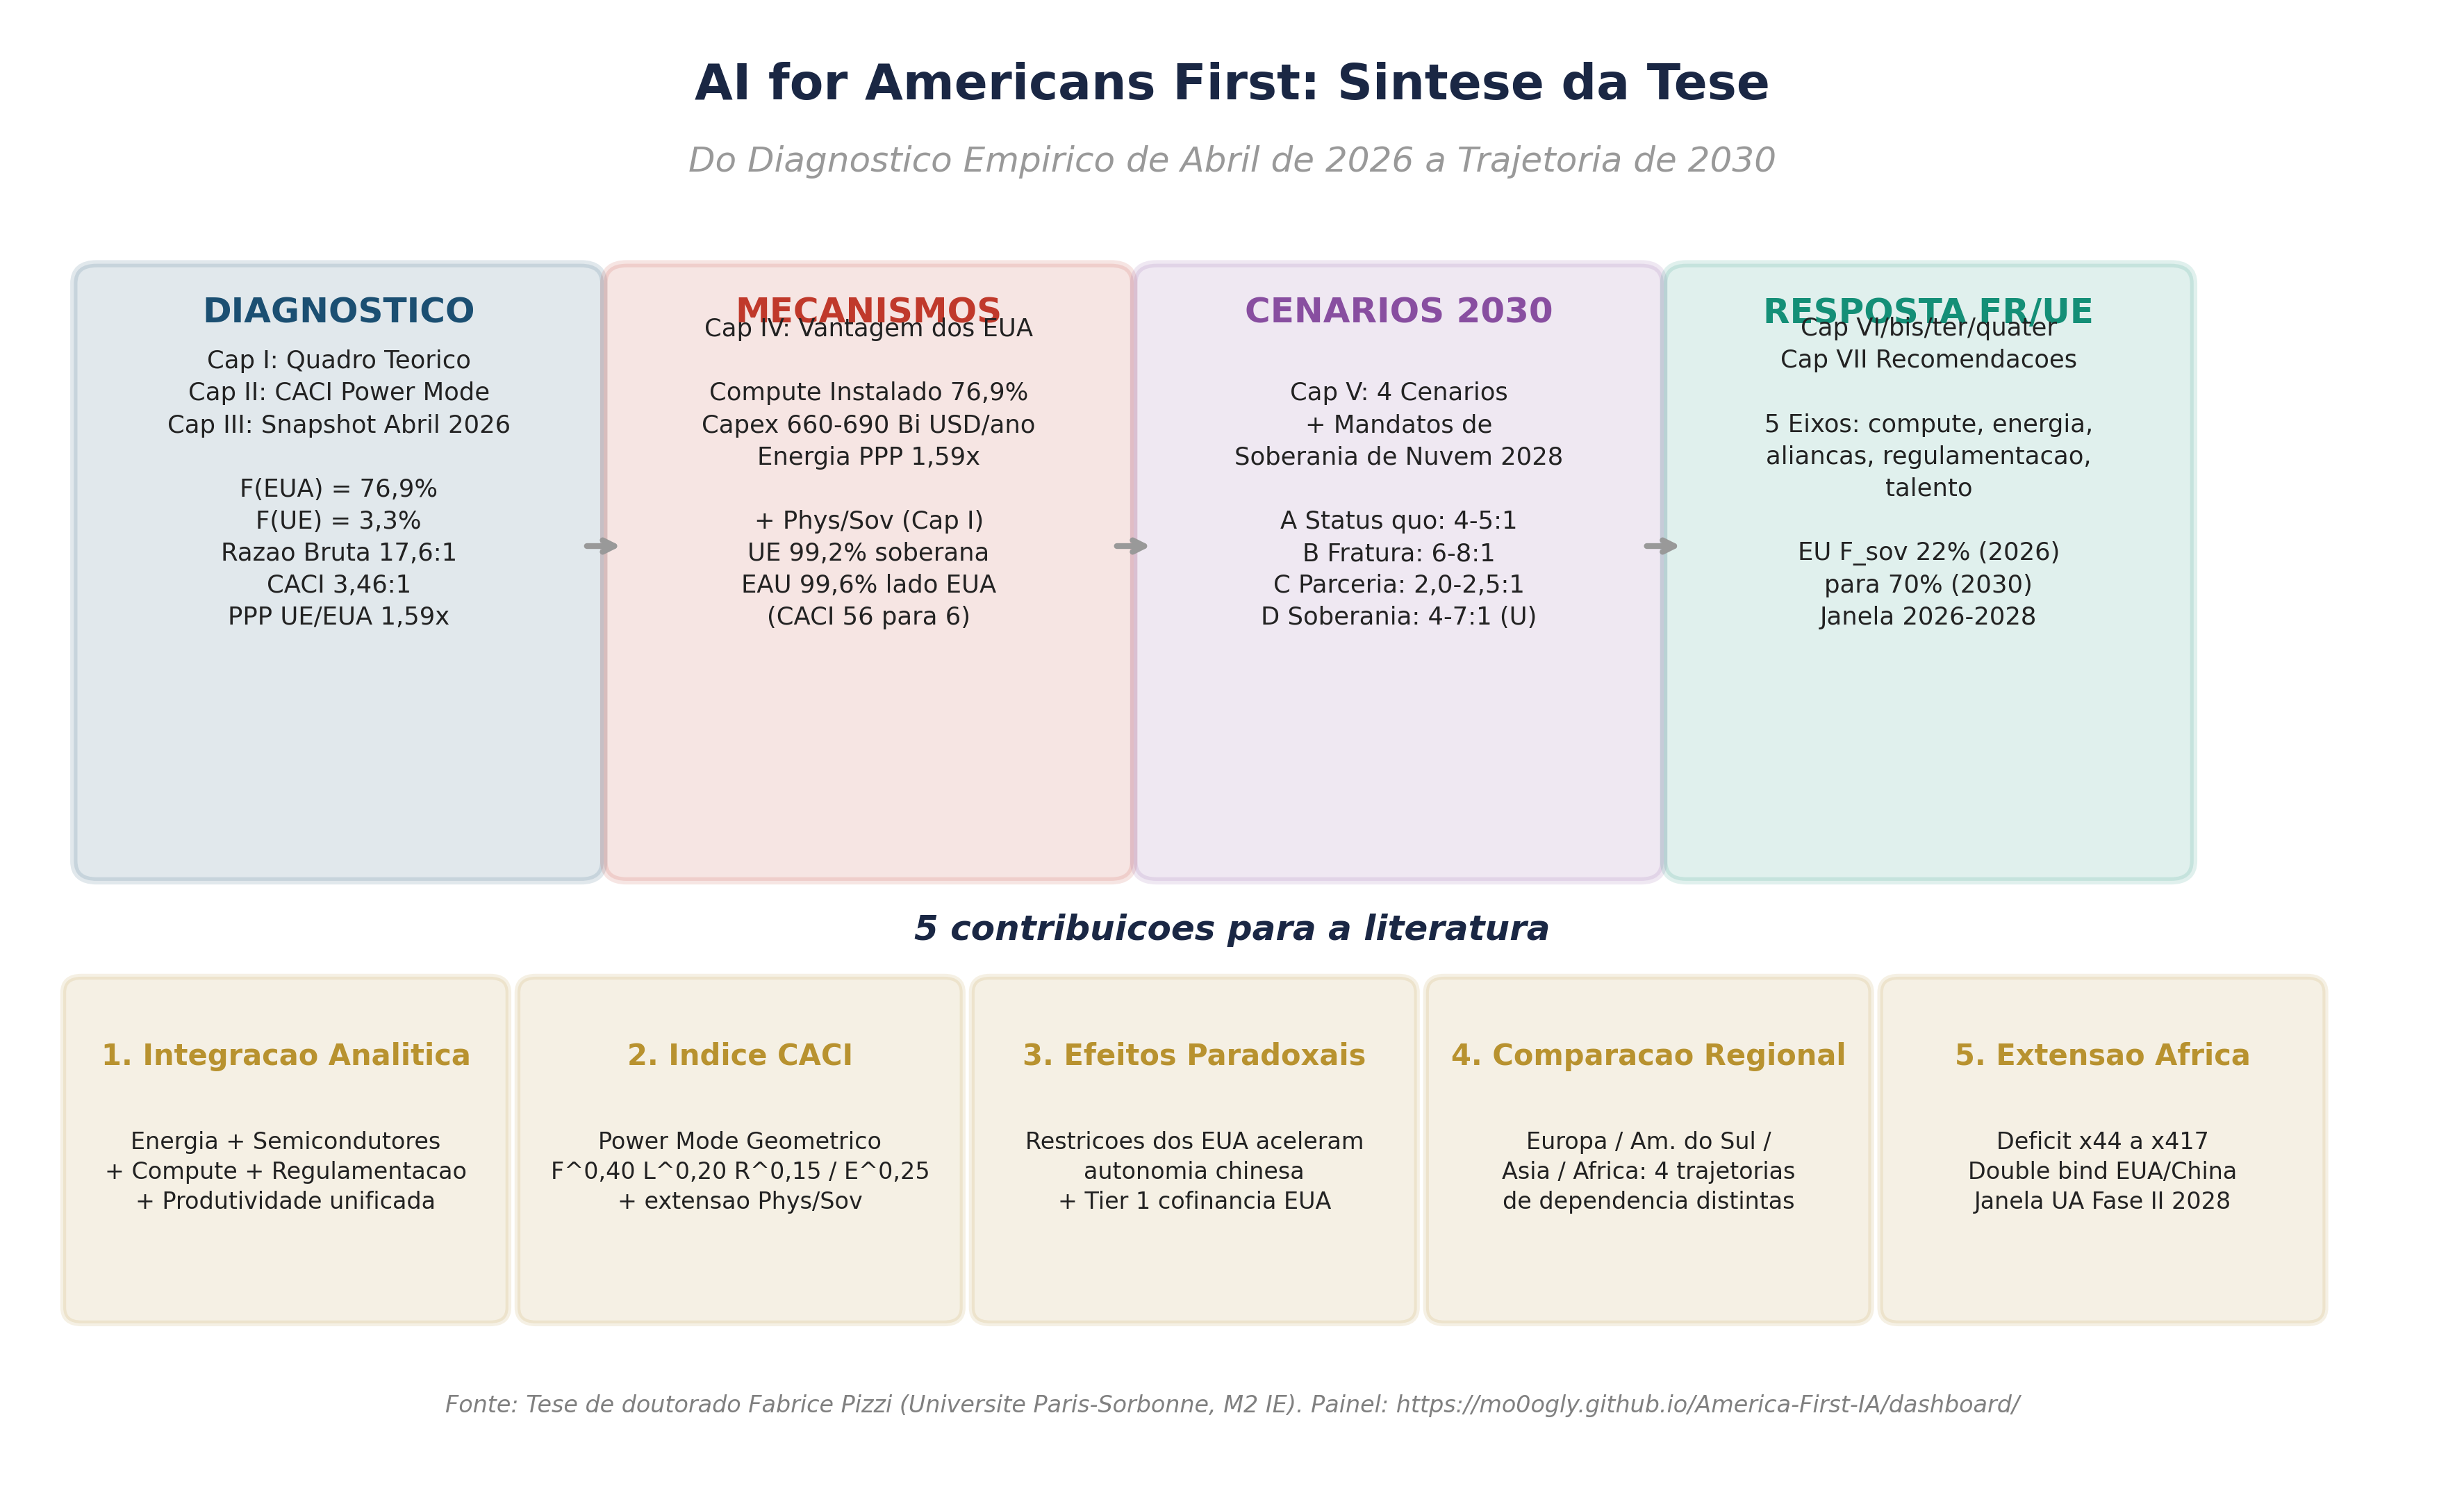 AI for Americans First: Sintese da Tese
Do Diagnostico Empirico de Abril de 2026 a Trajetoria de 2030
DIAGNOSTICO
Cap I: Quadro Teorico
Cap II: CACI Power Mode
Cap III: Snapshot Abril 2026
F(EUA) = 76,9%
F(UE) = 3,3%
Razao Bruta 17,6:1
CACI 3,46:1
PPP UE/EUA 1,59x
MECANISMOS
Cap IV: Vantagem dos EUA
Compute Instalado 76,9%
Capex 660-690 Bi USD/ano
Energia PPP 1,59x
+ Phys/Sov (Cap I)
UE 99,2% soberana
EAU 99,6% lado EUA
(CACI 56 para 6)
CENARIOS 2030
Cap V: 4 Cenarios
+ Mandatos de
Soberania de Nuvem 2028
A Status quo: 4-5:1
B Fratura: 6-8:1
C Parceria: 2,0-2,5:1
D Soberania: 4-7:1 (U)
RESPOSTA FR/UE
Cap VI/bis/ter/quater
Cap VII Recomendacoes
5 Eixos: compute, energia,
aliancas, regulamentacao,
talento
EU F_sov 22% (2026)
para 70% (2030)
Janela 2026-2028
5 contribuicoes para a literatura
1. Integracao Analitica
Energia + Semicondutores
+ Compute + Regulamentacao
+ Produtividade unificada
2. Indice CACI
Power Mode Geometrico
F^0,40 L^0,20 R^0,15 / E^0,25
+ extensao Phys/Sov
3. Efeitos Paradoxais
Restricoes dos EUA aceleram
autonomia chinesa
+ Tier 1 cofinancia EUA
4. Comparacao Regional
Europa / Am. do Sul /
Asia / Africa: 4 trajetorias
de dependencia distintas
5. Extensao Africa
Deficit x44 a x417
Double bind EUA/China
Janela UA Fase II 2028
Fonte: Tese de doutorado Fabrice Pizzi (Universite Paris-Sorbonne, M2 IE). Painel: https://mo0ogly.github.io/America-First-IA/dashboard/